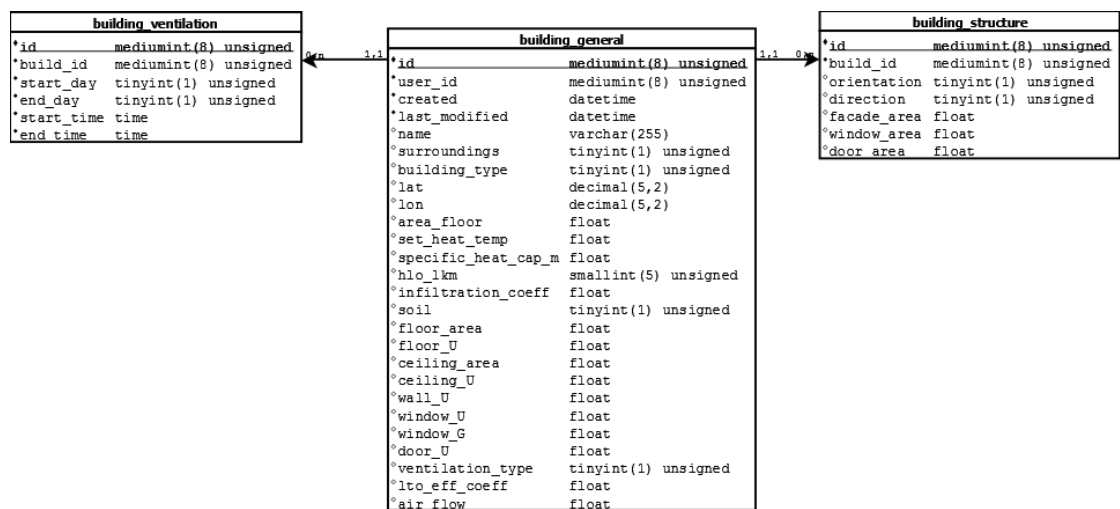 building_ventilation
id mediumint(8) unsigned
build_id mediumint(8) unsigned
start_day tinyint(1) unsigned
end_day tinyint(1) unsigned
start_time time
end_time time
0,n
1,1
building_general
id mediumint(8) unsigned
user_id mediumint(8) unsigned
created datetime
last_modified datetime
name varchar(255)
surroundings tinyint(1) unsigned
building_type tinyint(1) unsigned
lat decimal(5,2)
lon decimal(5,2)
area_floor float
set_heat_temp float
specific_heat_cap_m float
hlo_lkm smallint(5) unsigned
infiltration_coeff float
soil tinyint(1) unsigned
floor_area float
floor_U float
ceiling_area float
ceiling_U float
wall_U float
window_U float
window_G float
door_U float
ventilation_type tinyint(1) unsigned
lto_eff_coeff float
air_flow float
1,1
0,n
building_structure
id mediumint(8) unsigned
build_id mediumint(8) unsigned
orientation tinyint(1) unsigned
direction tinyint(1) unsigned
facade_area float
window_area float
door_area float